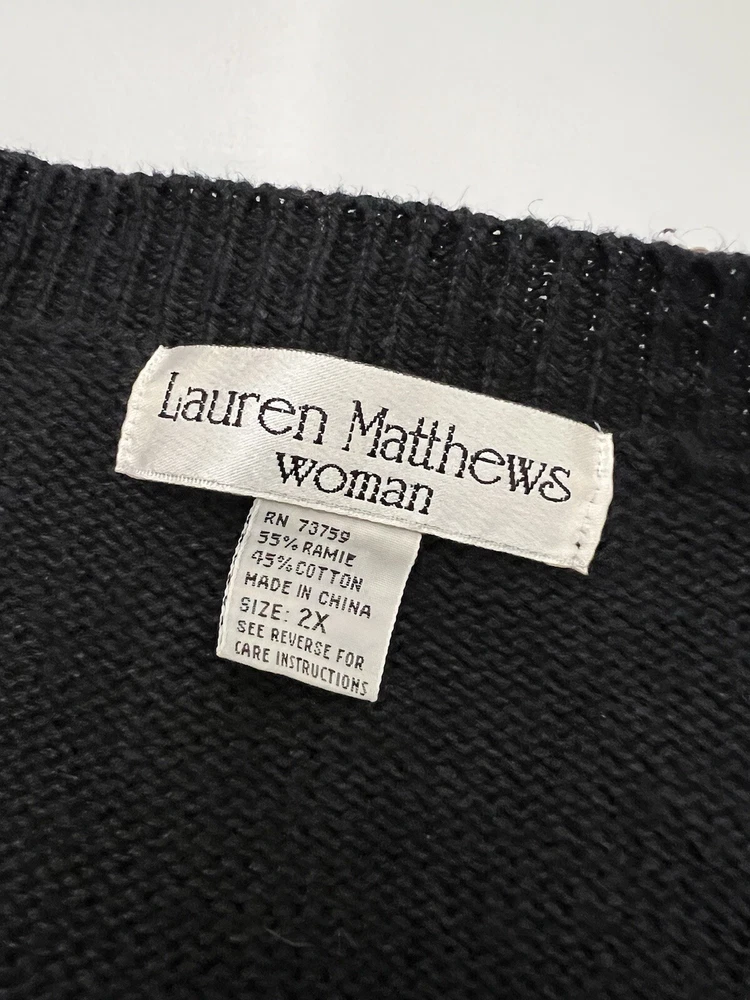 Lauren Matthews
woman
RN 73759
55% RAMIE
45% COTTON
MADE IN CHINA
SIZE: 2X
SEE REVERSE FOR
CARE INSTRUCTIONS